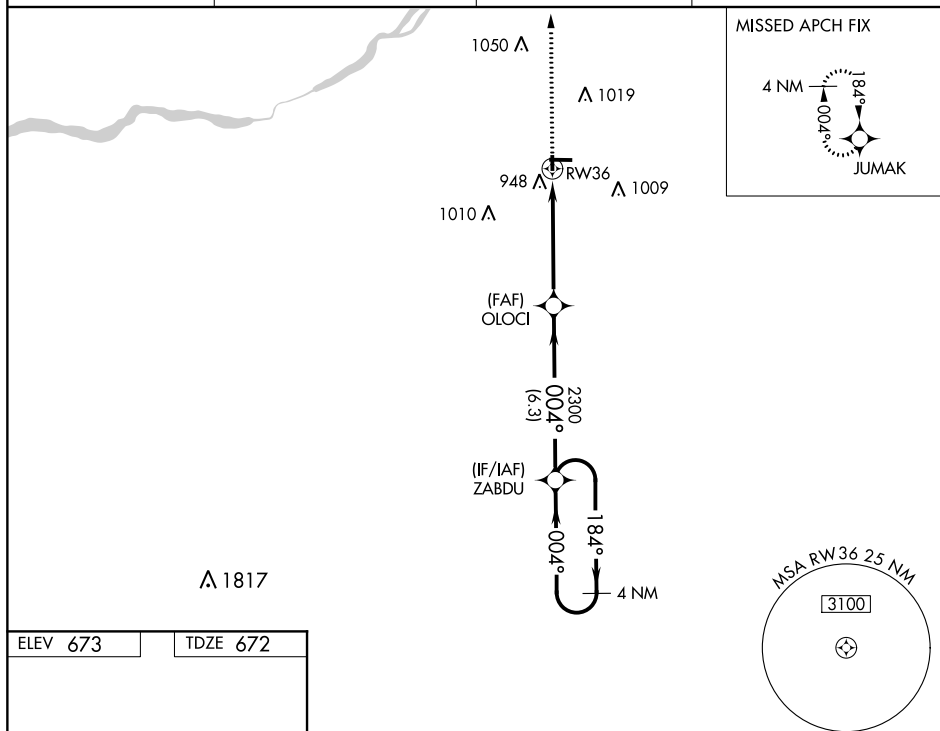 MISSED APCH FIX
4 NM
184°
004°
JUMAK
1050
1019
RW36
948
1009
1010
(FAF)
OLOCI
2300
004°
(6.3)
(IF/IAF)
ZABDU
004°
184°
4 NM
1817
MSA RW36 25 NM
3100
ELEV 673
TDZE 672